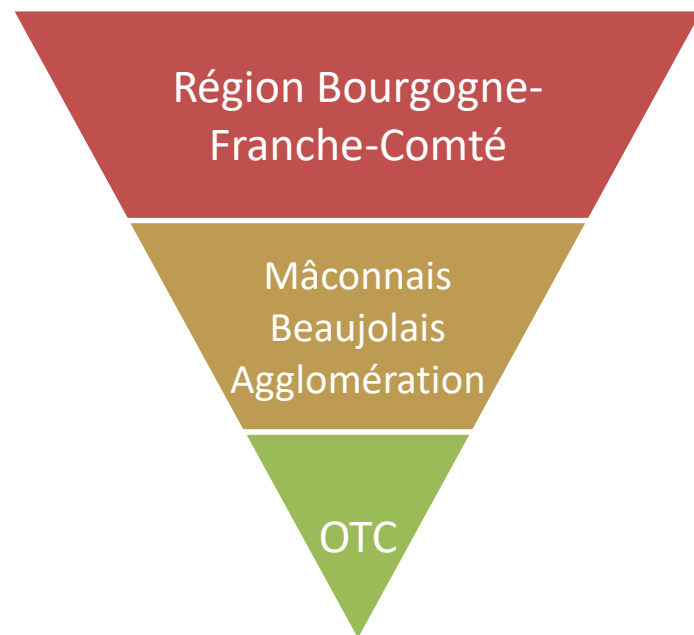 Région Bourgogne-
Franche-Comté
Mâconnais
Beaujolais
Agglomération
OTC